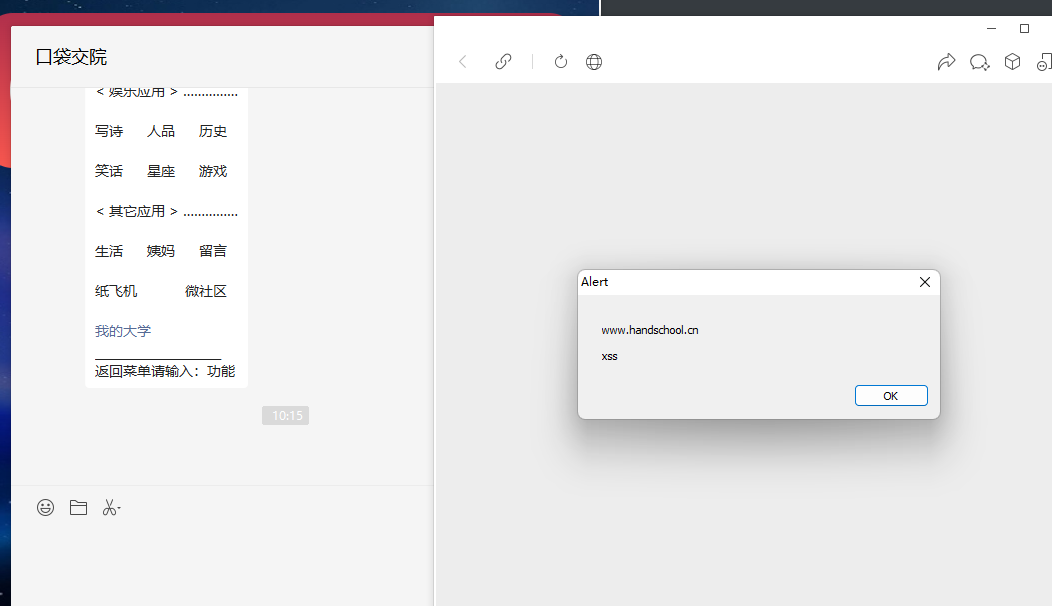 口袋交院
< 娱乐应用 > ..............
写诗 人品 历史
笑话 星座 游戏
< 其它应用 > ..............
生活 姨妈 留言
纸飞机 微社区
我的大学
返回菜单请输入：功能
10:15
Alert
www.handschool.cn
xss
OK